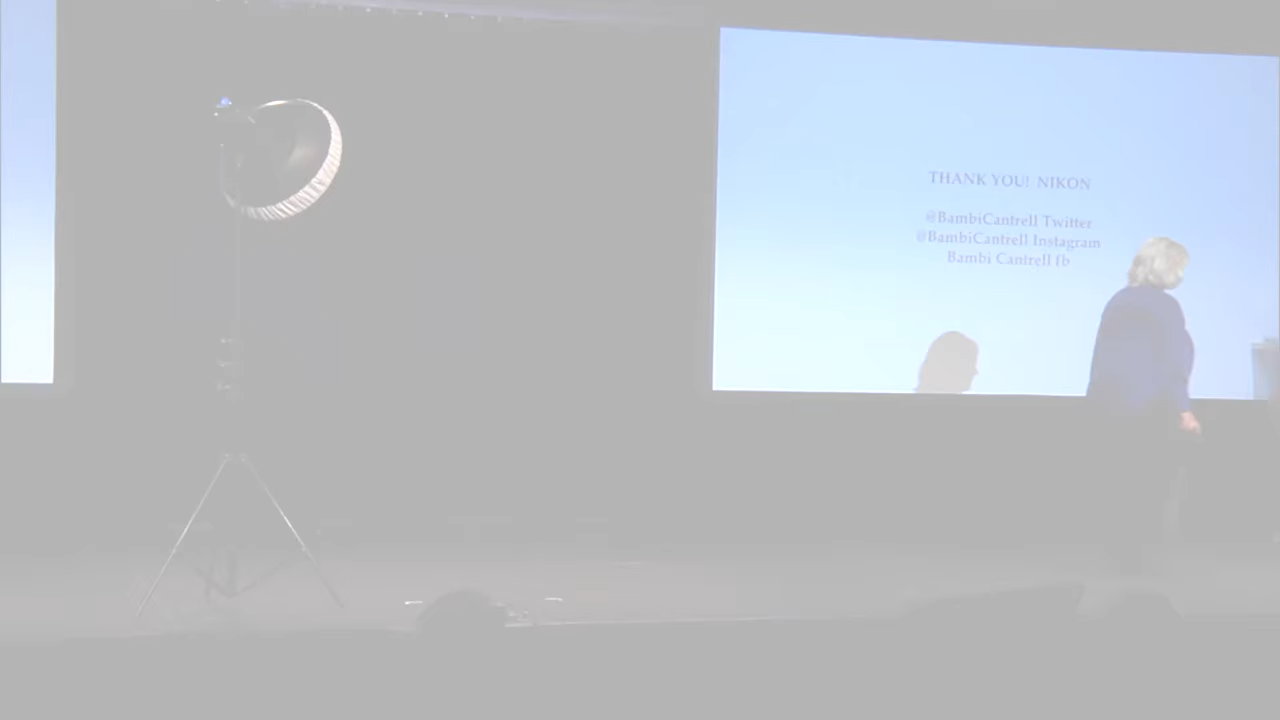 THANK YOU! NIKON
@BambiCantrell Twitter
@BambiCantrell Instagram
Bambi Cantrell fb